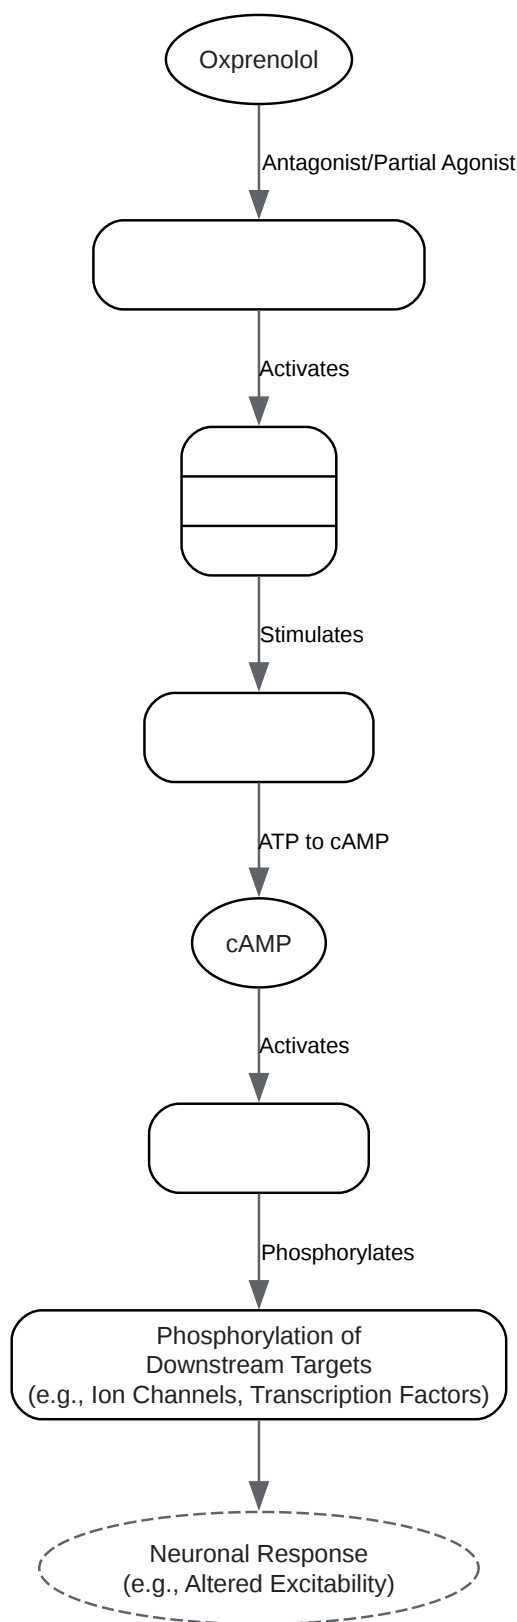 Oxprenolol
Antagonist/Partial Agonist
Activates
Stimulates
ATP to cAMP
cAMP
Activates
Phosphorylates
Phosphorylation of
Downstream Targets
(e.g., Ion Channels, Transcription Factors)
Neuronal Response
(e.g., Altered Excitability)